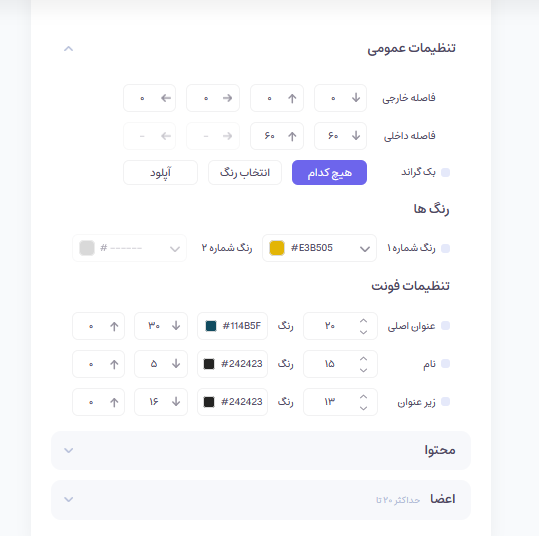 تنظیمات عمومی
فاصله خارجی ۰ ۰ ۰ ۰
فاصله داخلی ۶۰ ۶۰ - -
بک گراند هیچ کدام انتخاب رنگ آپلود
رنگ ها
رنگ شماره ۱ #E3B505 رنگ شماره ۲ # ------
تنظیمات فونت
عنوان اصلی ۲۰ رنگ #114B5F ۳۰ ۰
نام ۱۵ رنگ #242423 ۵ ۰
زیر عنوان ۱۳ رنگ #242423 ۱۶ ۰
محتوا
اعضا حداکثر ۲۰ تا